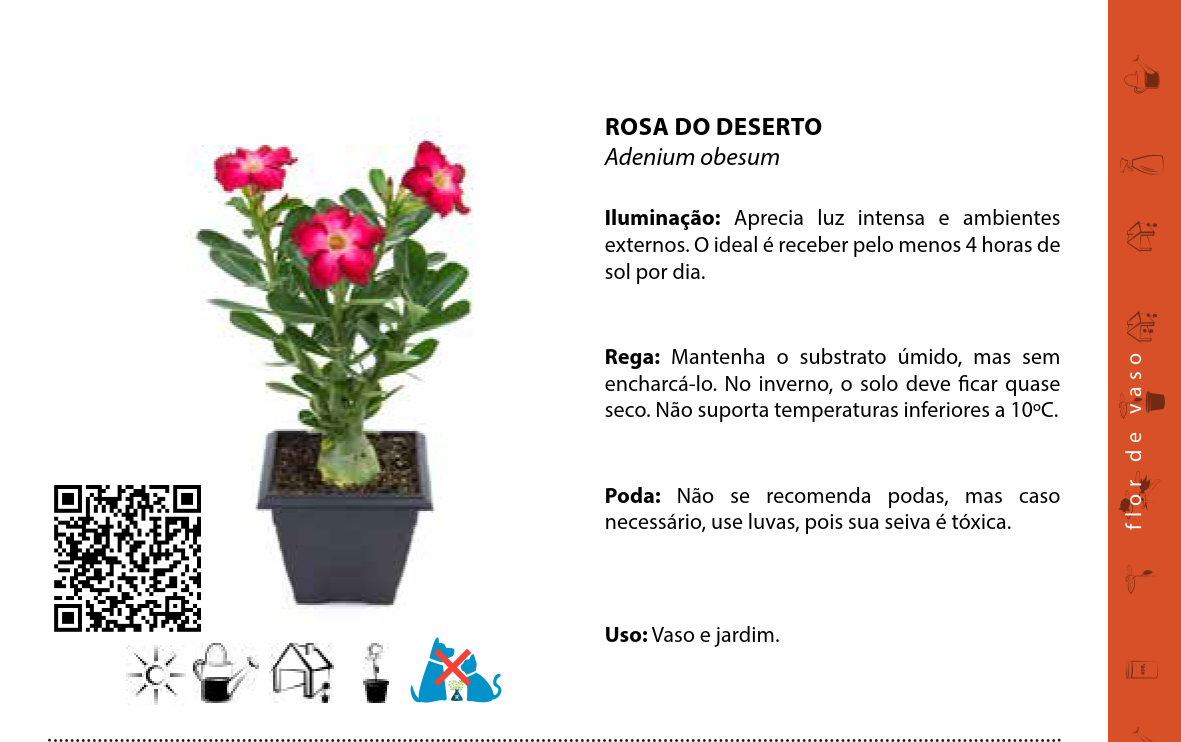 ROSA DO DESERTO
Adenium obesum
Iluminação: Aprecia luz intensa e ambientes
externos. O ideal é receber pelo menos 4 horas de
sol por dia.
Rega: Mantenha o substrato úmido, mas sem
encharcá-lo. No inverno, o solo deve ficar quase
seco. Não suporta temperaturas inferiores a 10ºC.
Poda: Não se recomenda podas, mas caso
necessário, use luvas, pois sua seiva é tóxica.
Uso: Vaso e jardim.
flor de vaso